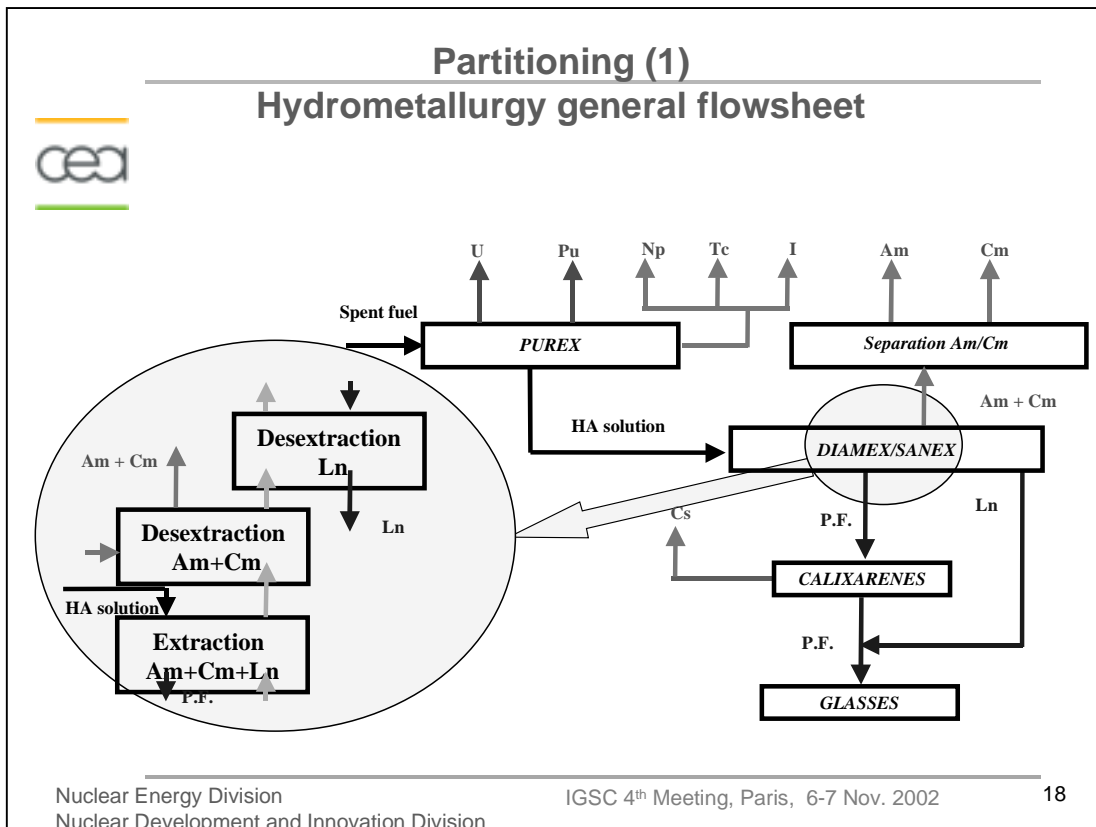 Partitioning (1)
Hydrometallurgy general flowsheet
cea
U
Pu
Np
Tc
I
Am
Cm
Spent fuel
PUREX
Separation Am/Cm
Am + Cm
HA solution
DIAMEX/SANEX
Desextraction
Ln
Am + Cm
Ln
Desextraction
Am+Cm
HA solution
Extraction
Am+Cm+Ln
P.F.
Cs
P.F.
Ln
CALIXARENES
P.F.
GLASSES
Nuclear Energy Division
Nuclear Development and Innovation Division
IGSC 4th Meeting, Paris, 6-7 Nov. 2002
18